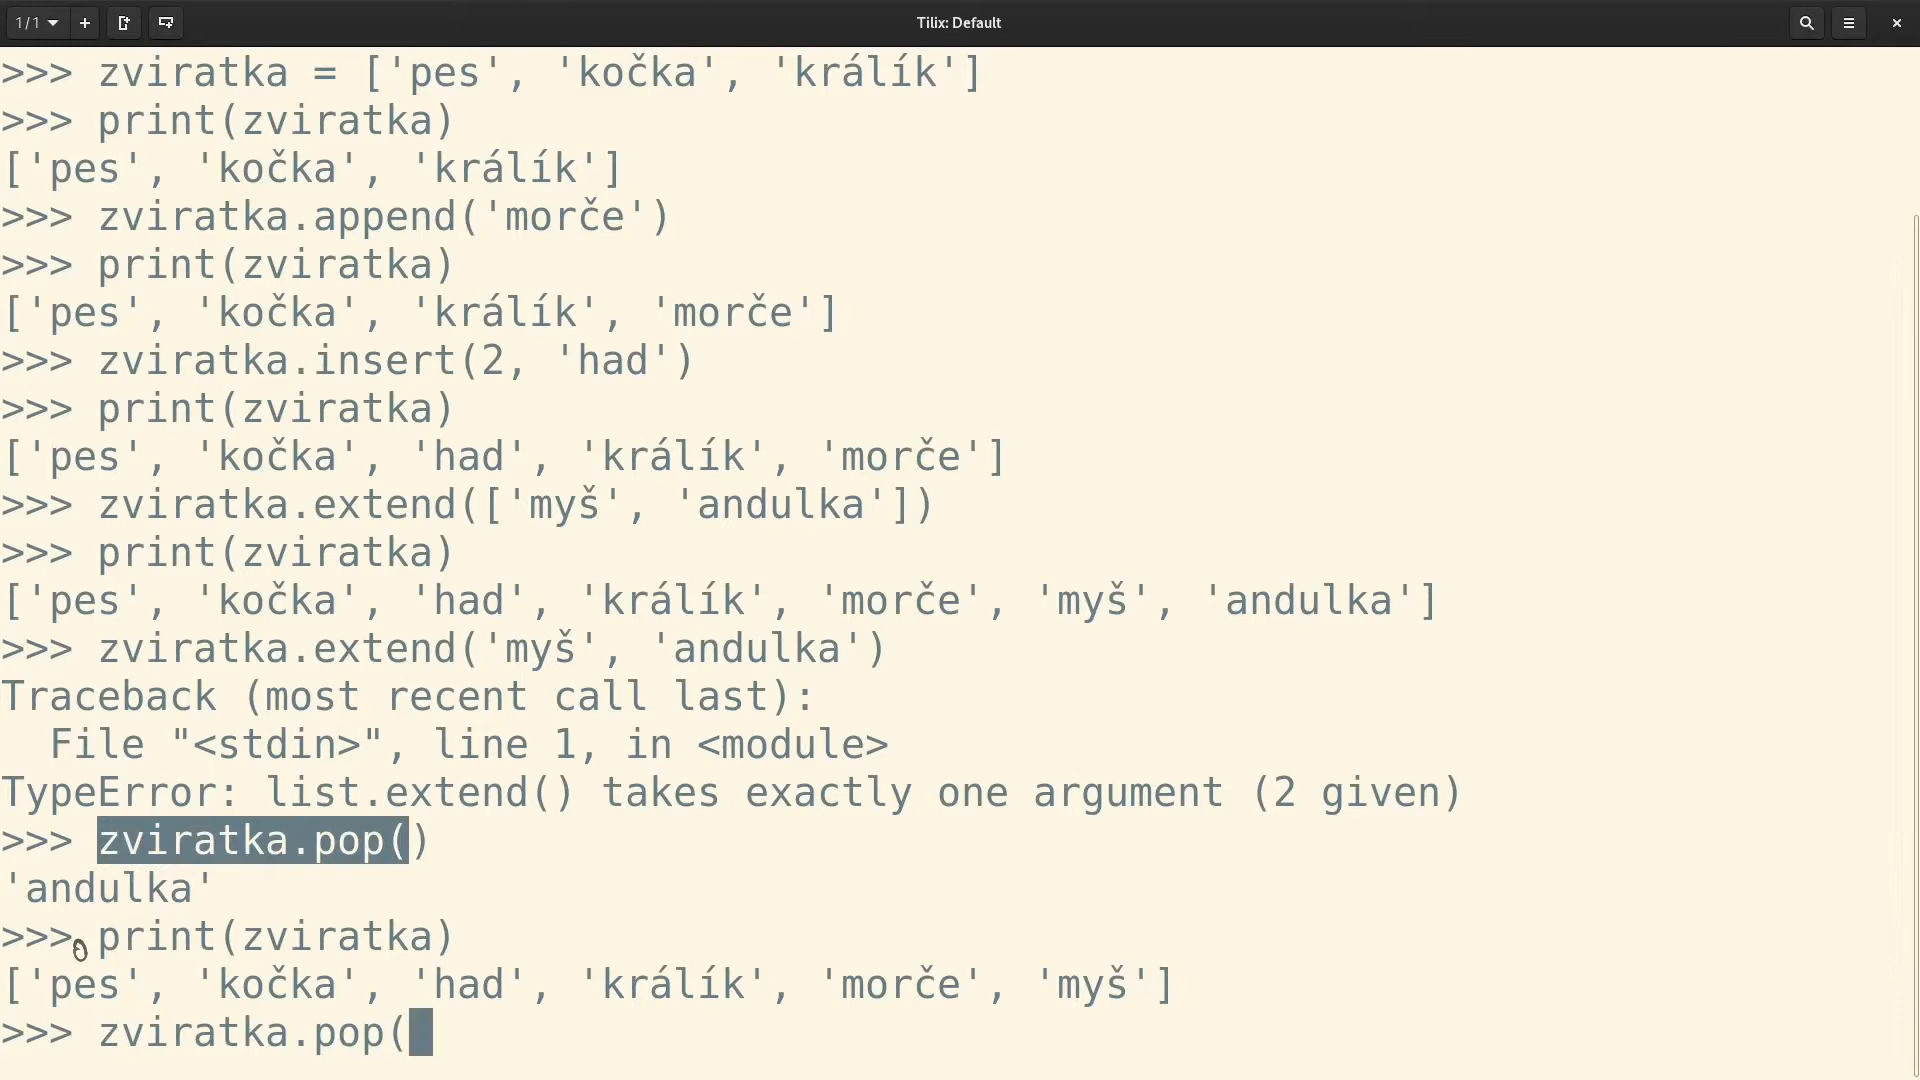 1/1
Tilix: Default
>>> zviratka = ['pes', 'kočka', 'králík']
>>> print(zviratka)
['pes', 'kočka', 'králík']
>>> zviratka.append('morče')
>>> print(zviratka)
['pes', 'kočka', 'králík', 'morče']
>>> zviratka.insert(2, 'had')
>>> print(zviratka)
['pes', 'kočka', 'had', 'králík', 'morče']
>>> zviratka.extend(['myš', 'andulka'])
>>> print(zviratka)
['pes', 'kočka', 'had', 'králík', 'morče', 'myš', 'andulka']
>>> zviratka.extend('myš', 'andulka')
Traceback (most recent call last):
  File "<stdin>", line 1, in <module>
TypeError: list.extend() takes exactly one argument (2 given)
>>> zviratka.pop()
'andulka'
>>> print(zviratka)
['pes', 'kočka', 'had', 'králík', 'morče', 'myš']
>>> zviratka.pop(